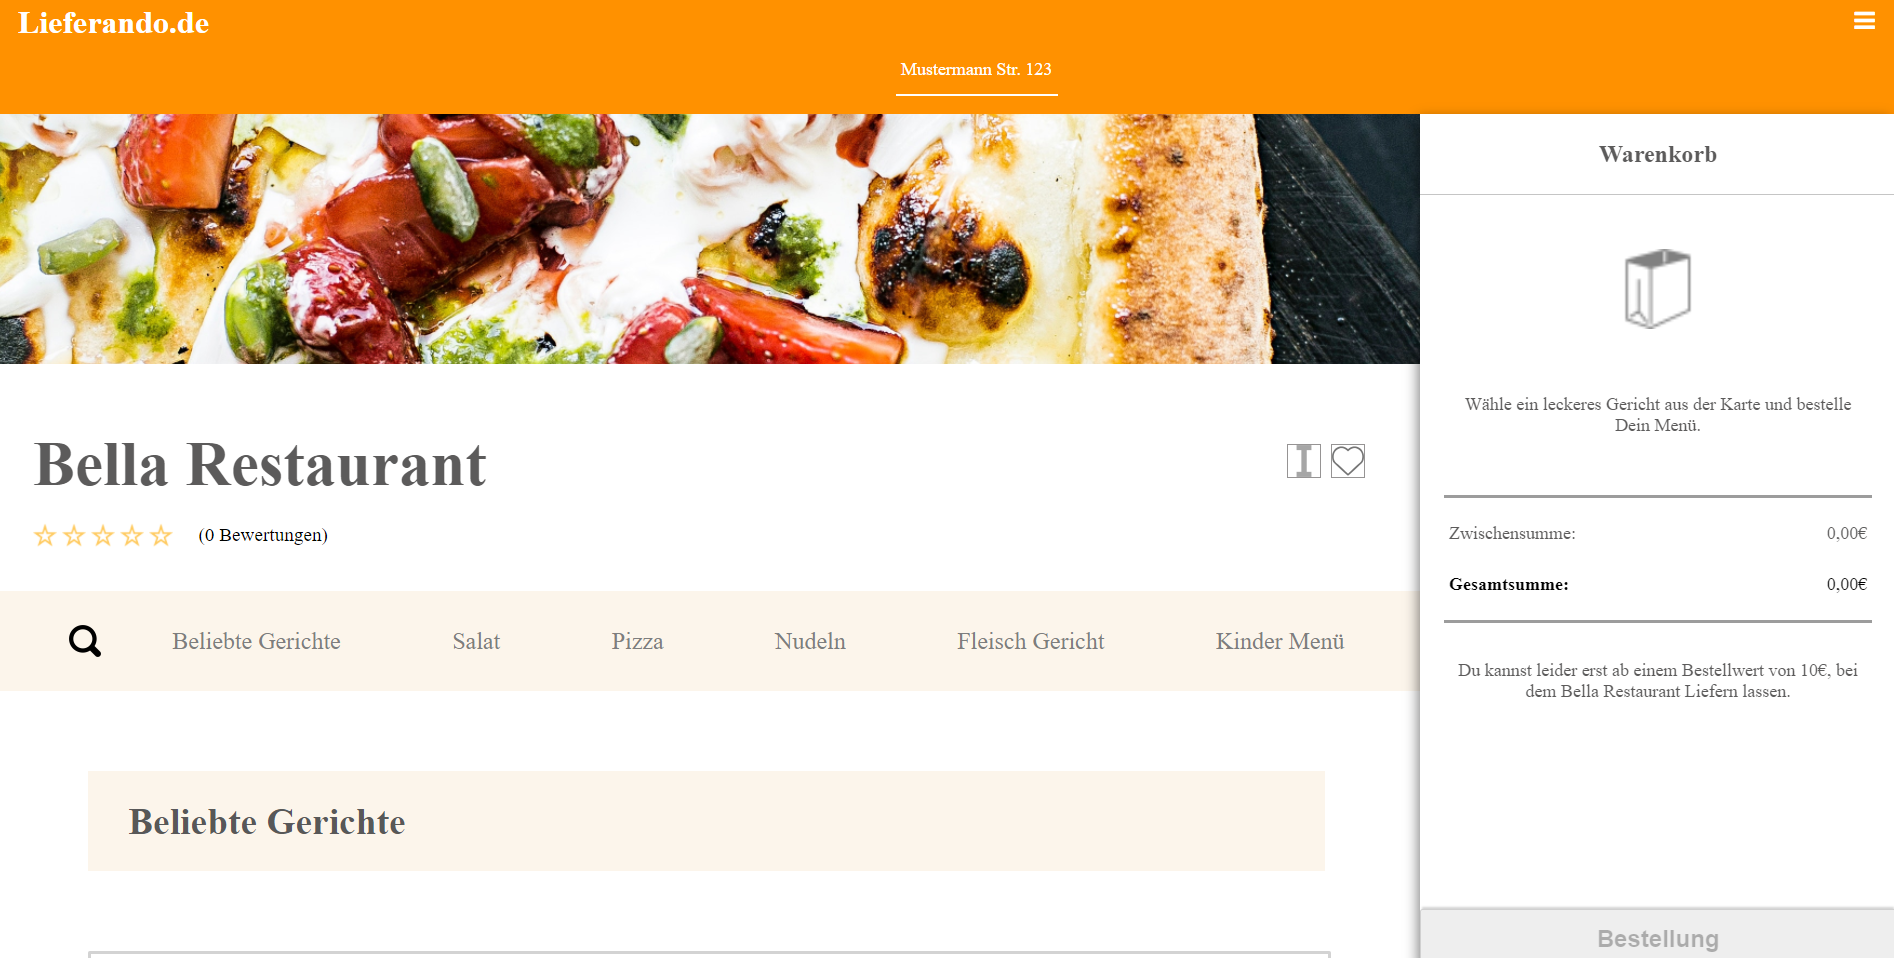 Lieferando.de
Mustermann Str. 123
Warenkorb
Wähle ein leckeres Gericht aus der Karte und bestelle
Dein Menü.
Bella Restaurant
(0 Bewertungen)
Zwischensumme: 0,00€
Gesamtsumme: 0,00€
Beliebte Gerichte Salat Pizza Nudeln Fleisch Gericht Kinder Menü
Du kannst leider erst ab einem Bestellwert von 10€, bei
dem Bella Restaurant Liefern lassen.
Beliebte Gerichte
Bestellung